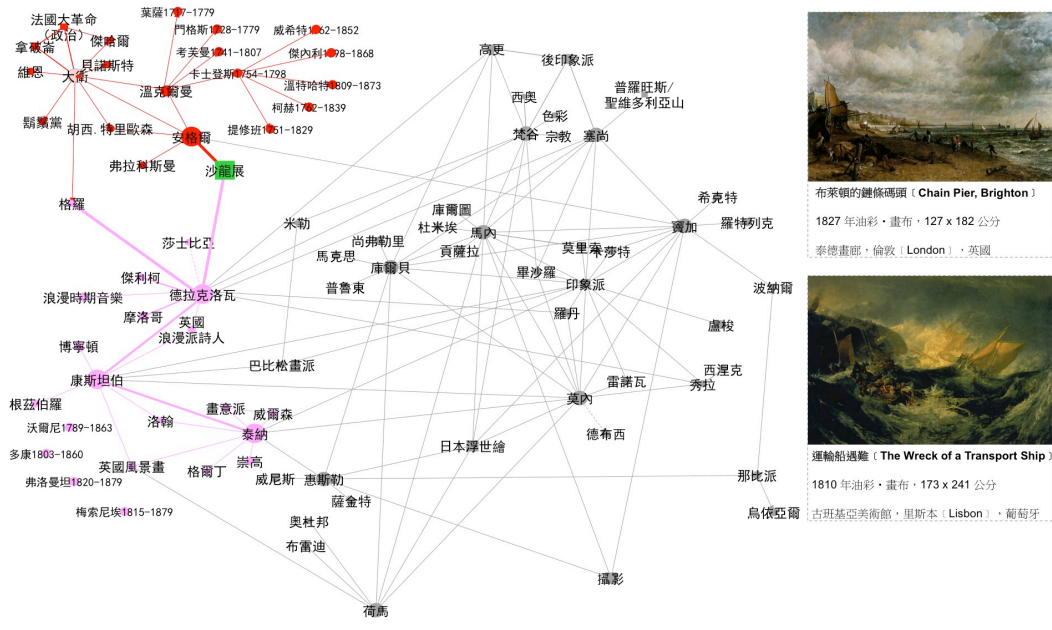 葉薩1717-1779
法國大革命
（政治）
門格斯1728-1779
威希特1762-1852
拿破崙
傑哈爾
考芙曼1741-1807
傑內利1798-1868
維恩
大衛
貝諾斯特
卡士登斯1754-1798
溫克爾曼
溫特哈特1809-1873
柯赫1762-1839
鬍鬚黨
胡西.特里歐森
安格爾
提修班1751-1829
弗拉科斯曼
沙龍展
格羅
莎士比亞
傑利柯
浪漫時期音樂
德拉克洛瓦
摩洛哥
英國
浪漫派詩人
博寧頓
康斯坦伯
根茲伯羅
洛翰
畫意派
威爾森
沃爾尼1789-1863
泰納
多康1803-1860
英國風景畫
格爾丁
崇高
弗洛曼坦1820-1879
梅索尼埃1815-1879
高更
後印象派
普羅旺斯/
聖維多利亞山
西奧
色彩
梵谷
宗教
塞尚
米勒
庫爾圖
杜米埃
馬內
貢薩拉
尚弗勒里
馬克思
庫爾貝
普魯東
莫里索
卡莎特
畢沙羅
印象派
羅丹
希克特
羅特列克
竇加
波納爾
盧梭
巴比松畫派
西涅克
雷諾瓦
秀拉
莫內
德布西
日本浮世繪
威尼斯
惠斯勒
薩金特
那比派
烏依亞爾
奧杜邦
布雷迪
攝影
荷馬
布萊頓的鏈條碼頭〔Chain Pier, Brighton〕
1827 年油彩・畫布，127 x 182 公分
泰德畫廊，倫敦〔London〕，英國
運輸船遇難〔The Wreck of a Transport Ship〕
1810 年油彩・畫布，173 x 241 公分
古班基亞美術館，里斯本〔Lisbon〕，葡萄牙